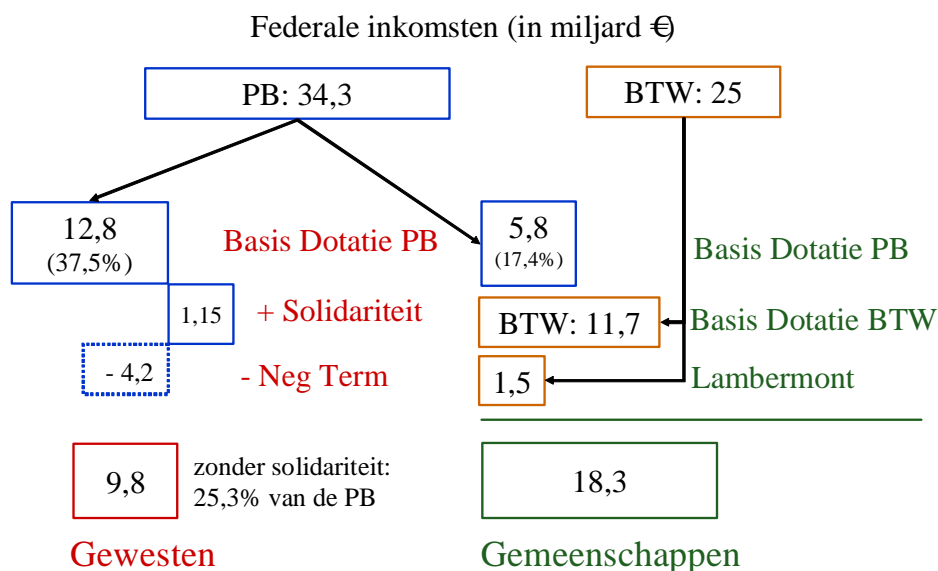 Federale inkomsten (in miljard €)
PB: 34,3
BTW: 25
12,8
(37,5%)
Basis Dotatie PB
5,8
(17,4%)
Basis Dotatie PB
1,15
+ Solidariteit
BTW: 11,7
Basis Dotatie BTW
- 4,2
- Neg Term
1,5
Lambermont
9,8
zonder solidariteit:
25,3% van de PB
18,3
Gewesten
Gemeenschappen